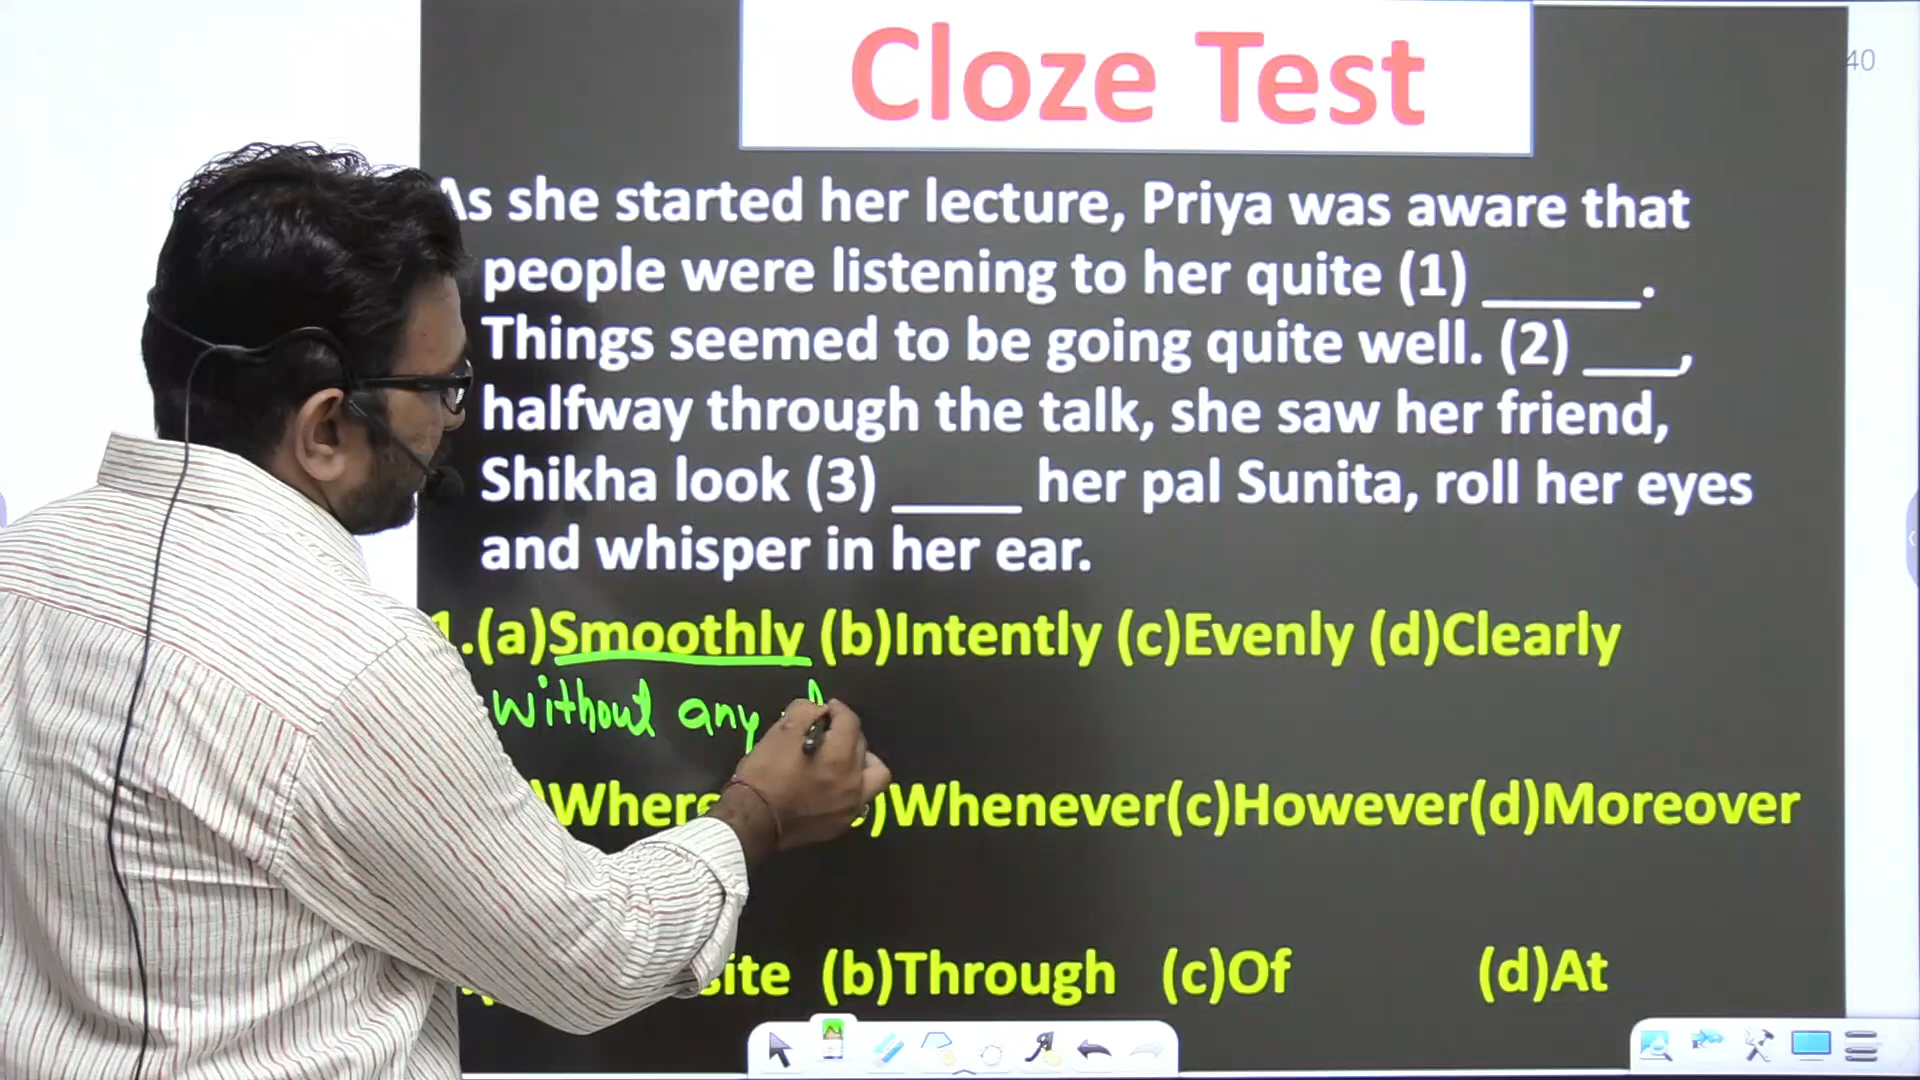 Cloze Test
40
As she started her lecture, Priya was aware that
people were listening to her quite (1) ______.
Things seemed to be going quite well. (2) ____,
halfway through the talk, she saw her friend,
Shikha look (3) _____ her pal Sunita, roll her eyes
and whisper in her ear.
1.(a)Smoothly (b)Intently (c)Evenly (d)Clearly
without any
)Where )Whenever(c)However(d)Moreover
site (b)Through (c)Of (d)At